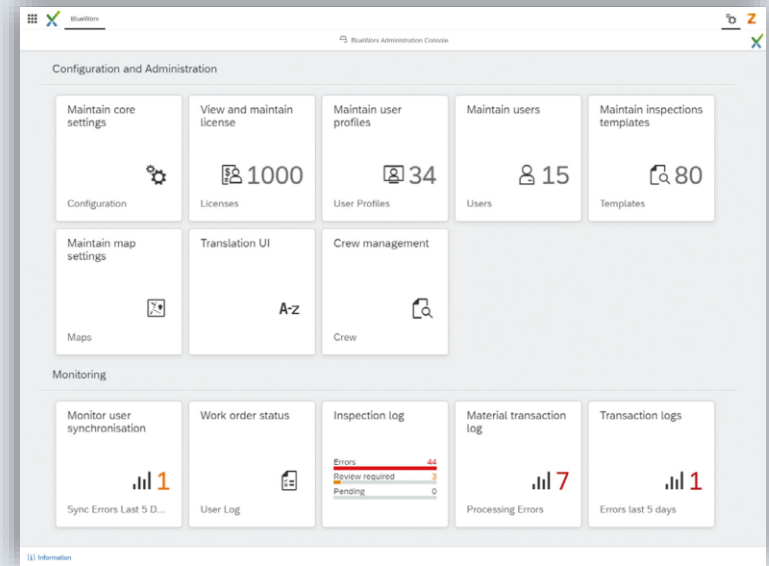 BlueWorx
Z
BlueWorx Administration Console
Configuration and Administration
Maintain core
settings
Configuration
View and maintain
license
1000
Licenses
Maintain user
profiles
34
User Profiles
Maintain users
15
Users
Maintain inspections
templates
80
Templates
Maintain map
settings
Maps
Translation UI
A-Z
Crew management
Crew
Monitoring
Monitor user
synchronisation
1
Sync Errors Last 5 D...
Work order status
User Log
Inspection log
Errors 44
Review required 3
Pending 0
Material transaction
log
7
Processing Errors
Transaction logs
1
Errors last 5 days
Information